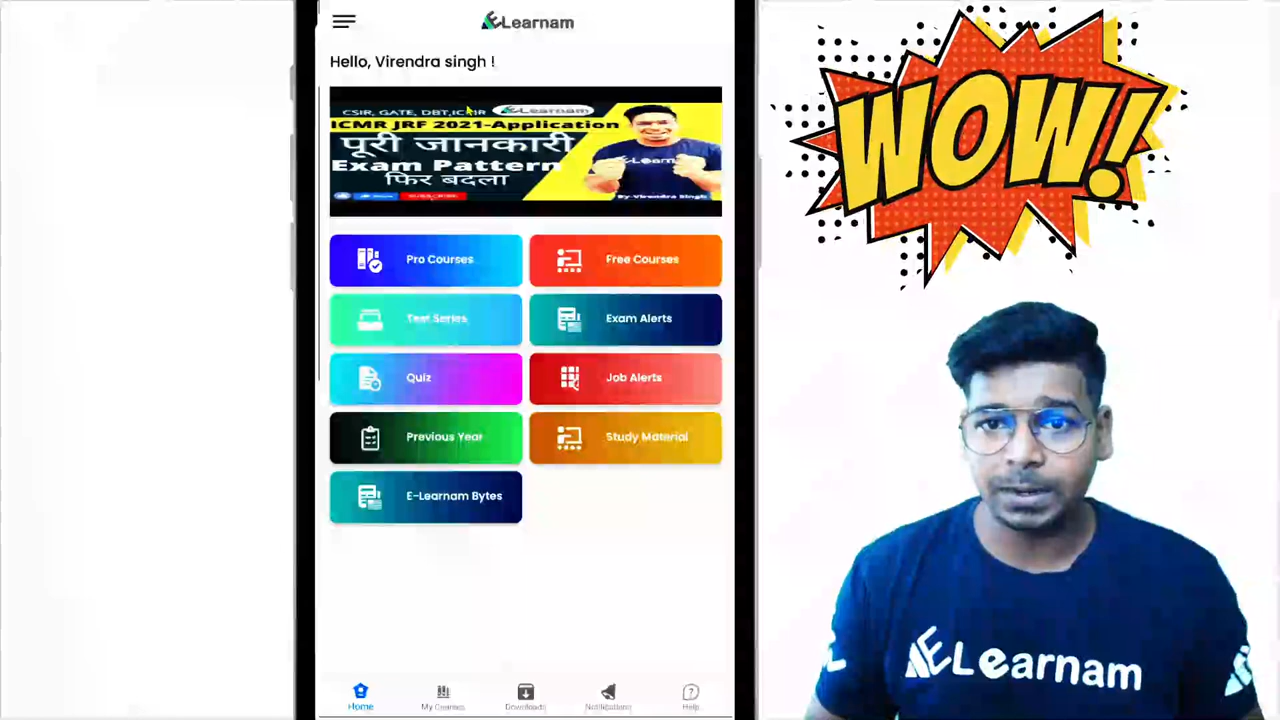 ELearnam
Hello, Virendra singh !
CSIR, GATE, DBT,ICAR ELearnam
ICMR JRF 2021-Application
पूरी जानकारी
Exam Pattern
फिर बदला
By-Virendra Singh
Pro Courses
Free Courses
Test Series
Exam Alerts
Quiz
Job Alerts
Previous Year
Study Material
E-Learnam Bytes
Home
My Courses
Downloads
Notifications
Help
WOW!
ELearnam